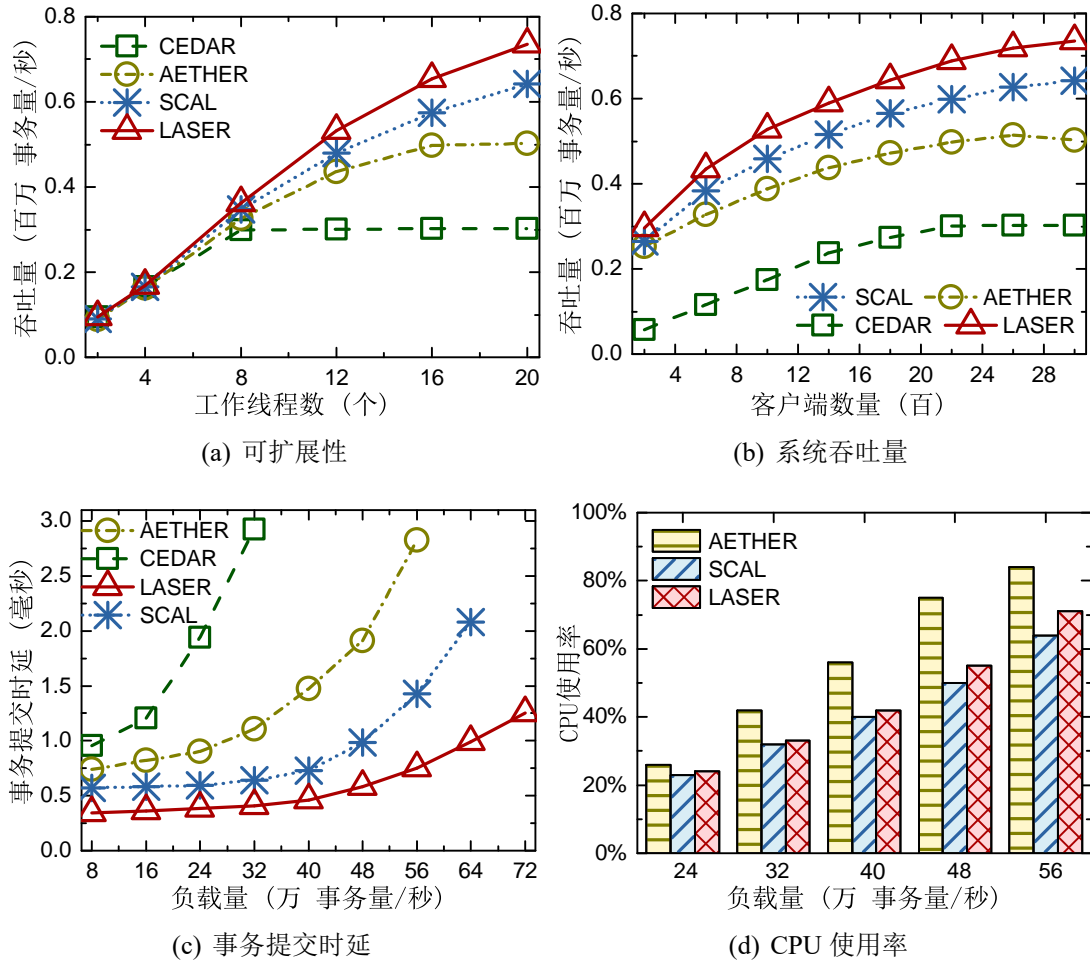 吞吐量 (百万 事务量/秒)
0.8
0.6
0.4
0.2
0.0
CEDAR
AETHER
SCAL
LASER
4 8 12 16 20
工作线程数 (个)
(a) 可扩展性
吞吐量 (百万 事务量/秒)
0.8
0.6
0.4
0.2
0.0
SCAL AETHER
CEDAR LASER
4 8 12 16 20 24 28
客户端数量 (百)
(b) 系统吞吐量
事务提交时延 (毫秒)
3.0
2.5
2.0
1.5
1.0
0.5
0.0
AETHER
CEDAR
LASER
SCAL
8 16 24 32 40 48 56 64 72
负载量 (万 事务量/秒)
(c) 事务提交时延
CPU使用率
100%
80%
60%
40%
20%
0%
AETHER
SCAL
LASER
24 32 40 48 56
负载量 (万 事务量/秒)
(d) CPU 使用率